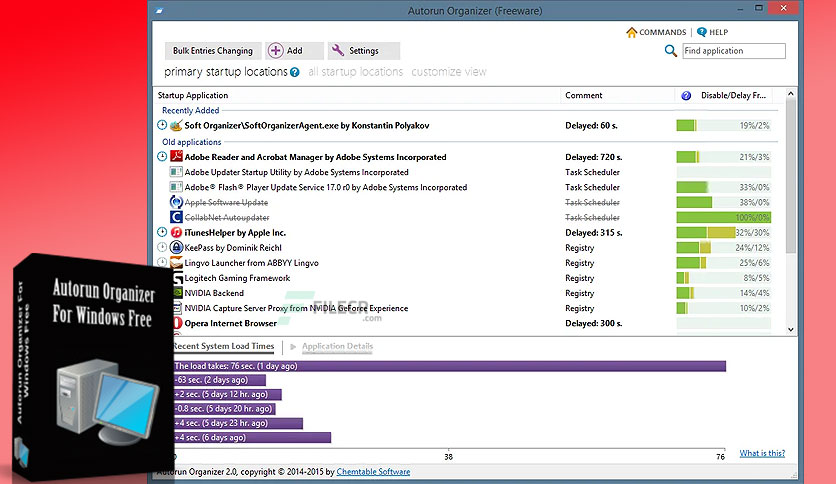 Autorun Organizer (Freeware)
COMMANDS HELP
Bulk Entries Changing Add Settings Find application
primary startup locations all startup locations customize view
Startup Application Comment Disable/Delay Fr...
Recently Added
Soft Organizer\SoftOrganizerAgent.exe by Konstantin Polyakov Delayed: 60 s. 19%/2%
Old applications
Adobe Reader and Acrobat Manager by Adobe Systems Incorporated Delayed: 720 s. 21%/3%
Adobe Updater Startup Utility by Adobe Systems Incorporated Task Scheduler
Adobe® Flash® Player Update Service 17.0 r0 by Adobe Systems Incorporated Task Scheduler 33%/0%
Apple Software Update Task Scheduler 38%/0%
CollabNet Autoupdater Task Scheduler 100%/0%
iTunesHelper by Apple Inc. Delayed: 315 s. 32%/30%
KeePass by Dominik Reichl Registry 24%/12%
Lingvo Launcher from ABBYY Lingvo Registry 25%/6%
Logitech Gaming Framework Registry 8%/5%
NVIDIA Backend Registry 14%/4%
NVIDIA Capture Server Proxy from NVIDIA GeForce Experience Registry 10%/2%
Opera Internet Browser Delayed: 300 s.
FILECR
.com
Recent System Load Times Application Details
The load takes: 76 sec. (1 day ago)
-63 sec. (2 days ago)
+2 sec. (5 days 12 hr. ago)
-0.8 sec. (5 days 20 hr. ago)
+4 sec. (5 days 23 hr. ago)
+4 sec. (6 days ago)
0 38 76
What is this?
Autorun Organizer 2.0, copyright © 2014-2015 by Chemtable Software
Autorun Organizer
For Windows Free
Autorun Organizer For
Windows Free